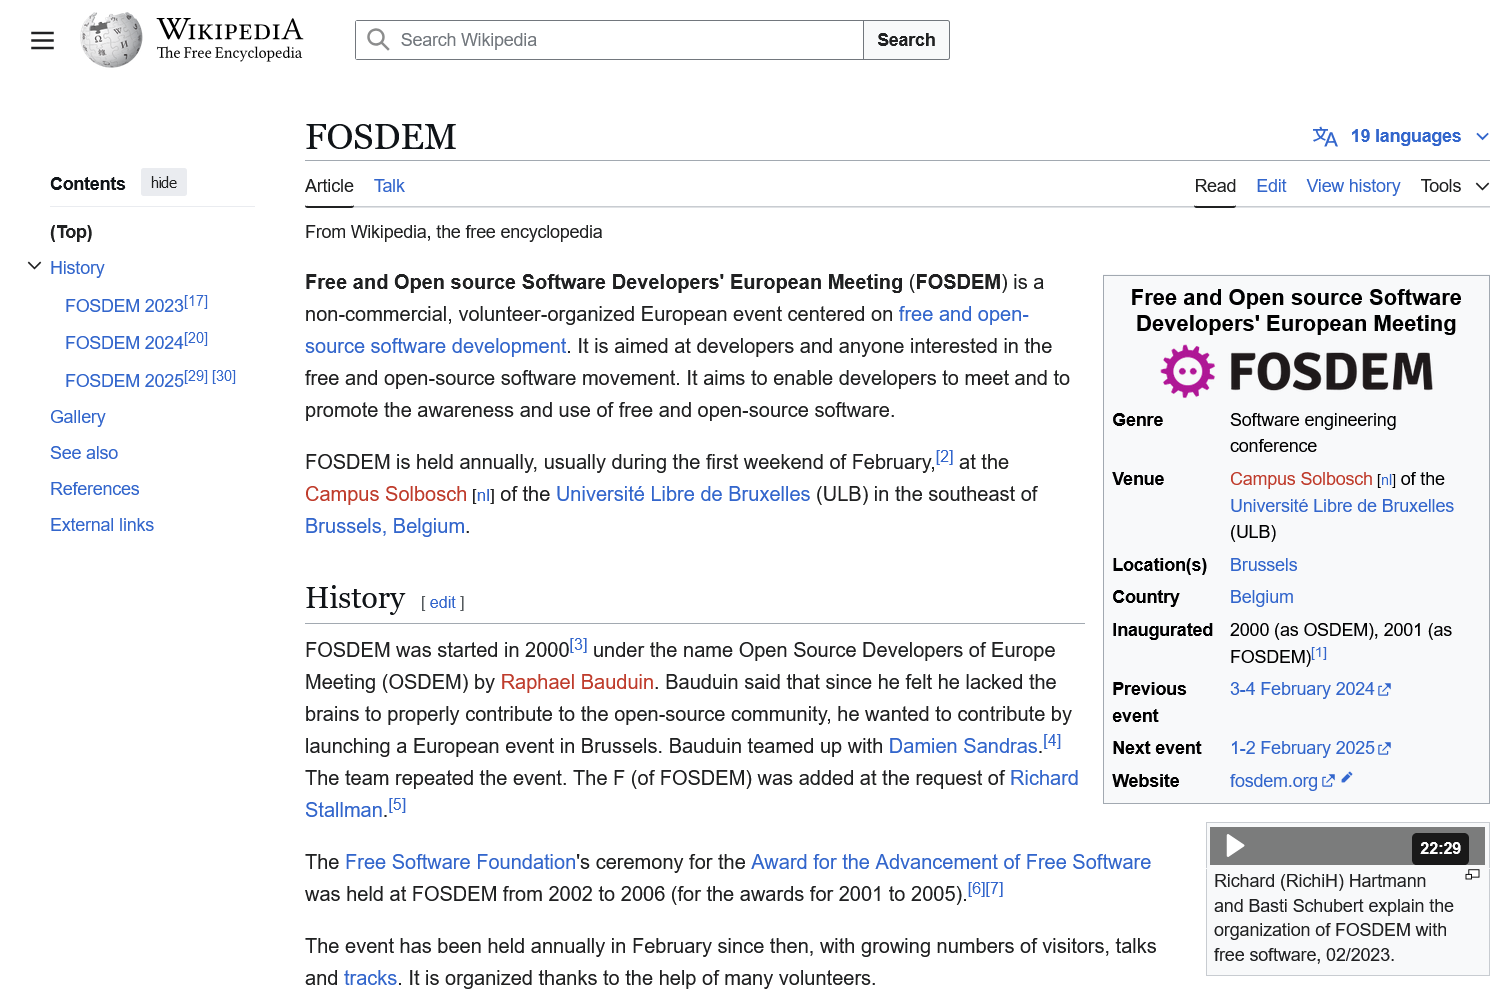 WIKIPEDIA
The Free Encyclopedia
Search Wikipedia
Search
FOSDEM
19 languages
Contents
hide
(Top)
History
FOSDEM 2023[17]
FOSDEM 2024[20]
FOSDEM 2025[29] [30]
Gallery
See also
References
External links
Article
Talk
Read
Edit
View history
Tools
From Wikipedia, the free encyclopedia
Free and Open source Software Developers' European Meeting (FOSDEM) is a
non-commercial, volunteer-organized European event centered on free and open-
source software development. It is aimed at developers and anyone interested in the
free and open-source software movement. It aims to enable developers to meet and to
promote the awareness and use of free and open-source software.
FOSDEM is held annually, usually during the first weekend of February,[2] at the
Campus Solbosch [nl] of the Université Libre de Bruxelles (ULB) in the southeast of
Brussels, Belgium.
History [ edit ]
FOSDEM was started in 2000[3] under the name Open Source Developers of Europe
Meeting (OSDEM) by Raphael Bauduin. Bauduin said that since he felt he lacked the
brains to properly contribute to the open-source community, he wanted to contribute by
launching a European event in Brussels. Bauduin teamed up with Damien Sandras.[4]
The team repeated the event. The F (of FOSDEM) was added at the request of Richard
Stallman.[5]
The Free Software Foundation's ceremony for the Award for the Advancement of Free Software
was held at FOSDEM from 2002 to 2006 (for the awards for 2001 to 2005).[6][7]
The event has been held annually in February since then, with growing numbers of visitors, talks
and tracks. It is organized thanks to the help of many volunteers.
Free and Open source Software
Developers' European Meeting
FOSDEM
Genre Software engineering
conference
Venue Campus Solbosch [nl] of the
Université Libre de Bruxelles
(ULB)
Location(s) Brussels
Country Belgium
Inaugurated 2000 (as OSDEM), 2001 (as
FOSDEM)[1]
Previous 3-4 February 2024
event
Next event 1-2 February 2025
Website fosdem.org
22:29
Richard (RichiH) Hartmann
and Basti Schubert explain the
organization of FOSDEM with
free software, 02/2023.